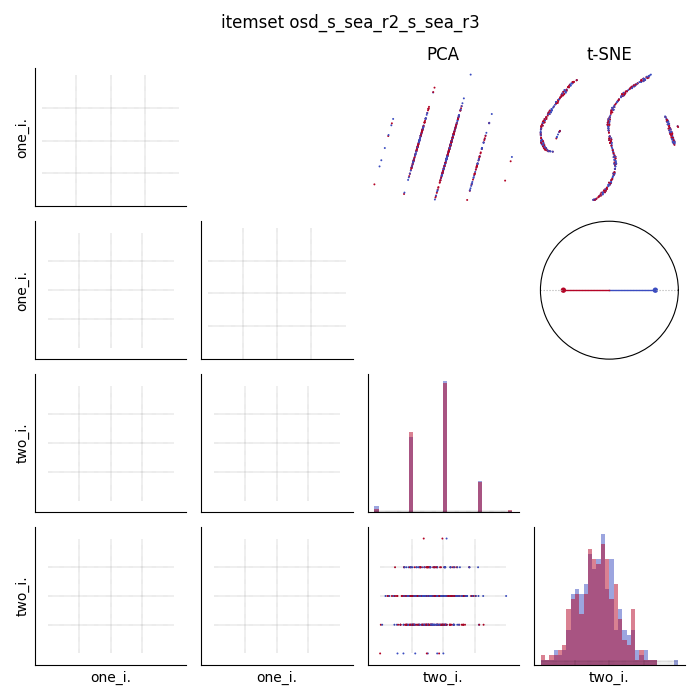 itemset osd_s_sea_r2_s_sea_r3
PCA
t-SNE
one_i.
one_i.
two_i.
two_i.
one_i.
one_i.
two_i.
two_i.